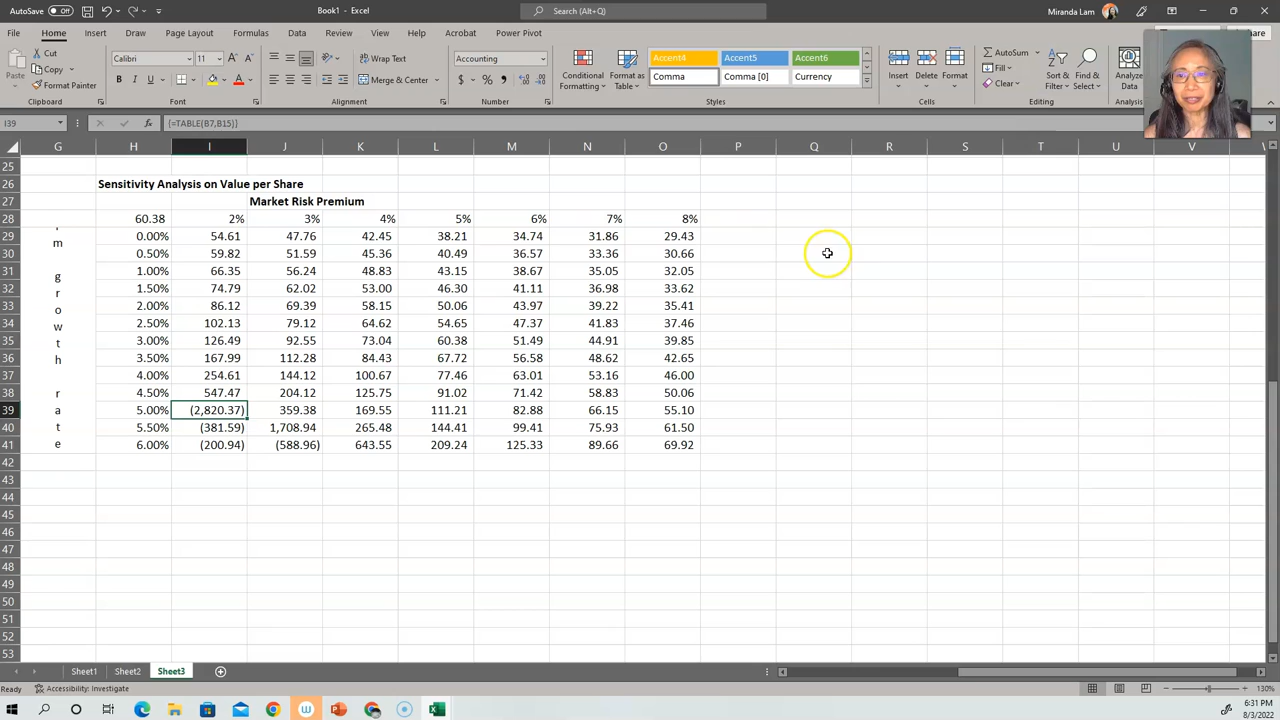 AutoSave Off Book1 - Excel Search (Alt+Q) Miranda Lam
File Home Insert Draw Page Layout Formulas Data Review View Help Acrobat Power Pivot
Cut Calibri 11 Wrap Text Accounting Accent4 Accent5 Accent6 AutoSum
Paste Copy Conditional Format as Comma Comma [0] Currency Insert Delete Format Fill Sort & Find & Analyze
Format Painter B I U Merge & Center $ % Formatting Table Clear Filter Select Data
Clipboard Font Alignment Number Styles Cells Editing Analysis
I39 fx {=TABLE(B7,B15)}
G H I J K L M N O P Q R S T U V
25
26 Sensitivity Analysis on Value per Share
27 Market Risk Premium
28 60.38 2% 3% 4% 5% 6% 7% 8%
29 m 0.00% 54.61 47.76 42.45 38.21 34.74 31.86 29.43
30 0.50% 59.82 51.59 45.36 40.49 36.57 33.36 30.66
31 g 1.00% 66.35 56.24 48.83 43.15 38.67 35.05 32.05
32 r 1.50% 74.79 62.02 53.00 46.30 41.11 36.98 33.62
33 o 2.00% 86.12 69.39 58.15 50.06 43.97 39.22 35.41
34 w 2.50% 102.13 79.12 64.62 54.65 47.37 41.83 37.46
35 t 3.00% 126.49 92.55 73.04 60.38 51.49 44.91 39.85
36 h 3.50% 167.99 112.28 84.43 67.72 56.58 48.62 42.65
37 4.00% 254.61 144.12 100.67 77.46 63.01 53.16 46.00
38 r 4.50% 547.47 204.12 125.75 91.02 71.42 58.83 50.06
39 a 5.00% (2,820.37) 359.38 169.55 111.21 82.88 66.15 55.10
40 t 5.50% (381.59) 1,708.94 265.48 144.41 99.41 75.93 61.50
41 e 6.00% (200.94) (588.96) 643.55 209.24 125.33 89.66 69.92
42
43
44
45
46
47
48
49
50
51
52
53
Sheet1 Sheet2 Sheet3
Ready Accessibility: Investigate 130%
6:31 PM
8/3/2022